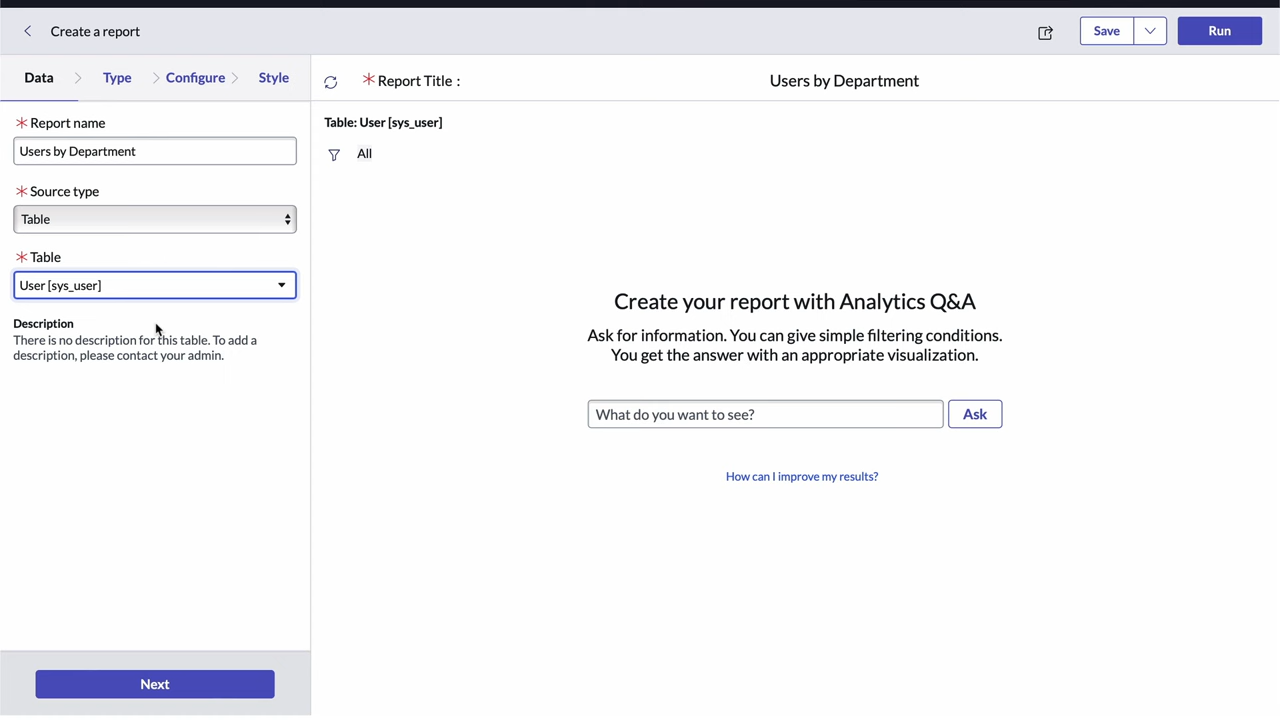 Create a report
Save
Run
Data
Type
Configure
Style
* Report Title :
Users by Department
* Report name
Users by Department
* Source type
Table
* Table
User [sys_user]
Description
There is no description for this table. To add a
description, please contact your admin.
Next
Table: User [sys_user]
All
Create your report with Analytics Q&A
Ask for information. You can give simple filtering conditions.
You get the answer with an appropriate visualization.
What do you want to see?
Ask
How can I improve my results?